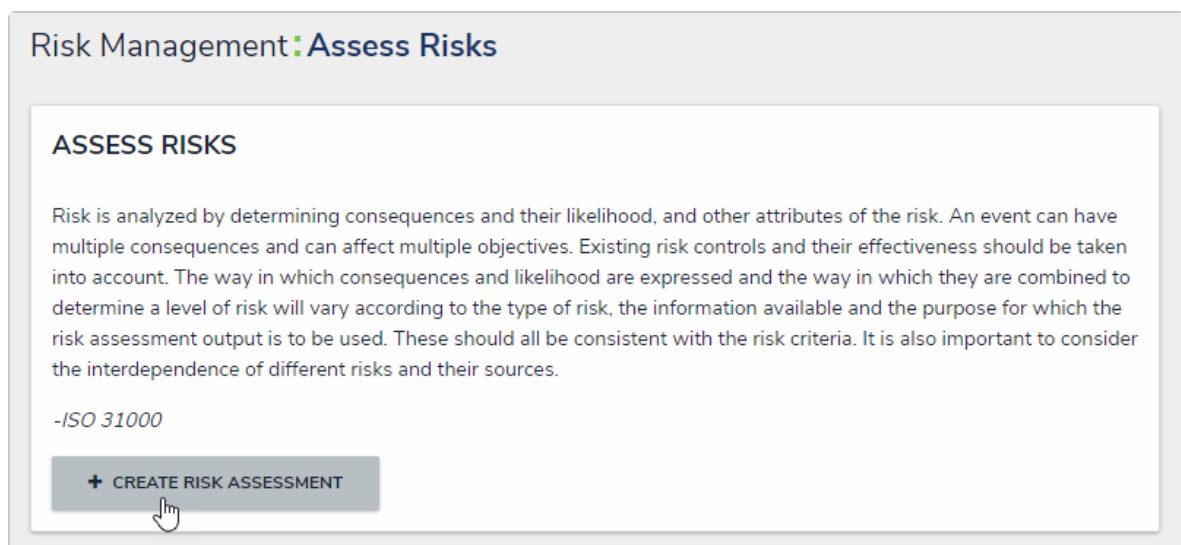 Risk Management:Assess Risks
ASSESS RISKS
Risk is analyzed by determining consequences and their likelihood, and other attributes of the risk. An event can have
multiple consequences and can affect multiple objectives. Existing risk controls and their effectiveness should be taken
into account. The way in which consequences and likelihood are expressed and the way in which they are combined to
determine a level of risk will vary according to the type of risk, the information available and the purpose for which the
risk assessment output is to be used. These should all be consistent with the risk criteria. It is also important to consider
the interdependence of different risks and their sources.
-ISO 31000
+ CREATE RISK ASSESSMENT